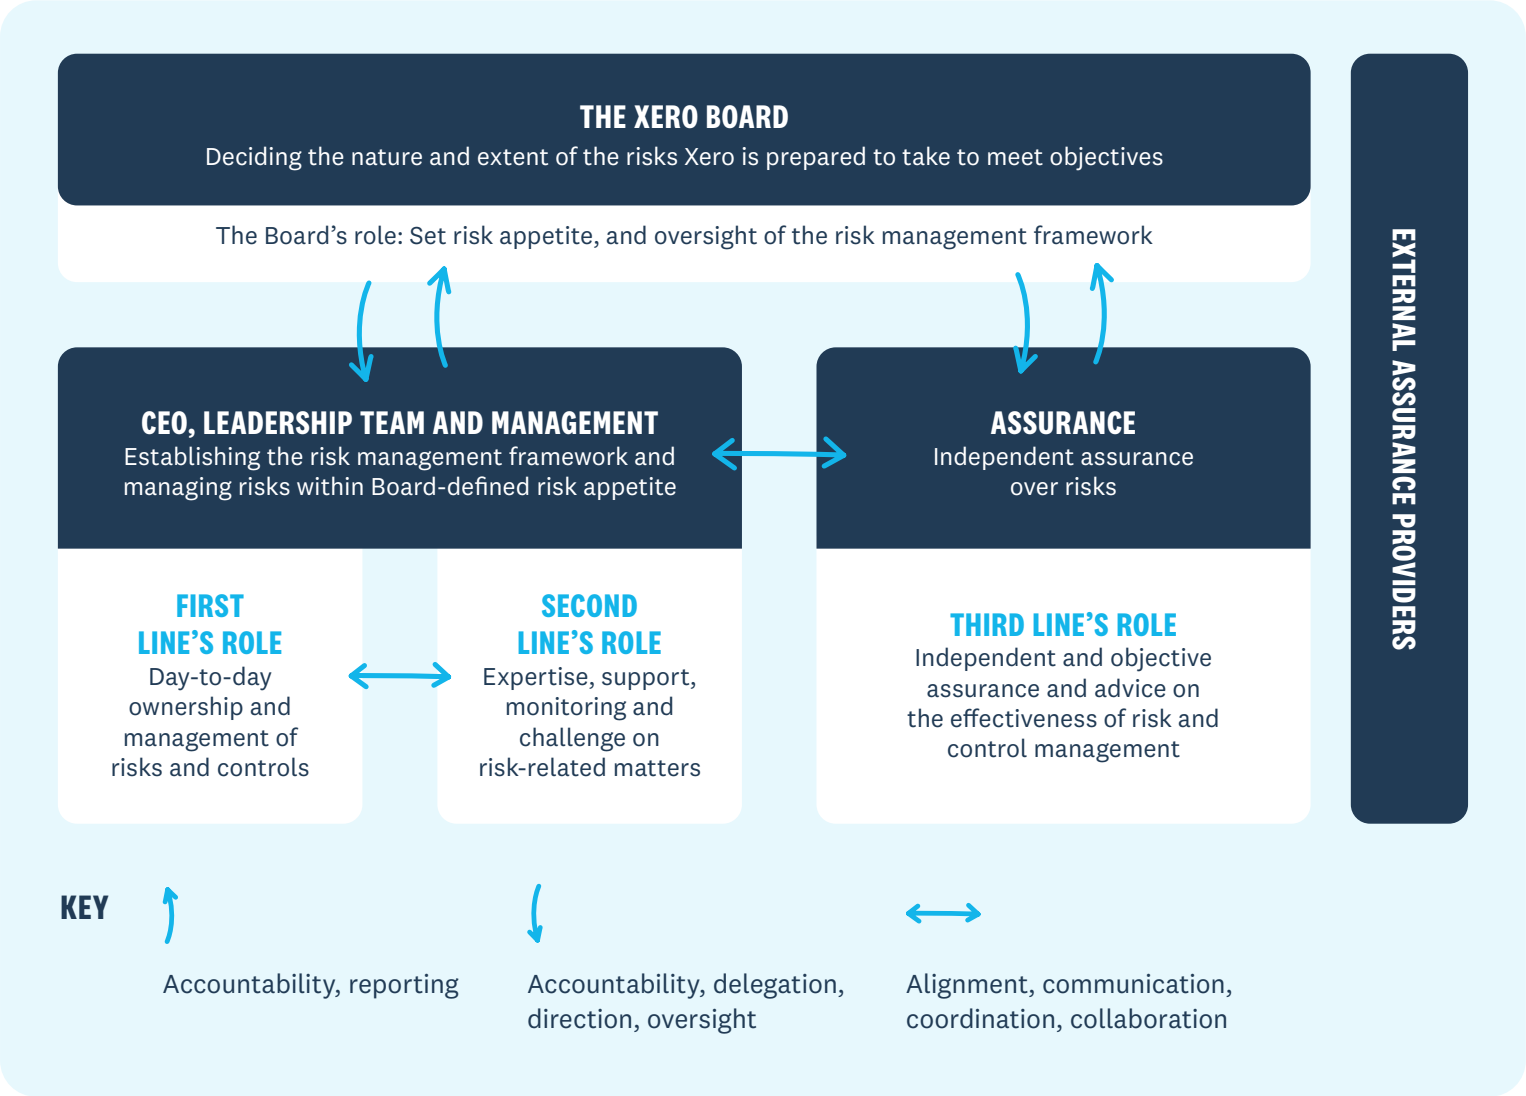 THE XERO BOARD
Deciding the nature and extent of the risks Xero is prepared to take to meet objectives
The Board’s role: Set risk appetite, and oversight of the risk management framework
CEO, LEADERSHIP TEAM AND MANAGEMENT
Establishing the risk management framework and
managing risks within Board-defined risk appetite
ASSURANCE
Independent assurance
over risks
FIRST
LINE’S ROLE
Day-to-day
ownership and
management of
risks and controls
SECOND
LINE’S ROLE
Expertise, support,
monitoring and
challenge on
risk-related matters
THIRD LINE’S ROLE
Independent and objective
assurance and advice on
the effectiveness of risk and
control management
EXTERNAL ASSURANCE PROVIDERS
KEY
Accountability, reporting
Accountability, delegation,
direction, oversight
Alignment, communication,
coordination, collaboration